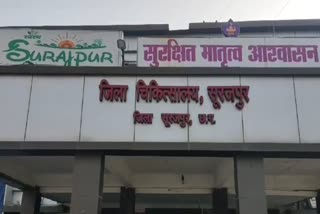 SURAJPUR
सुरक्षित मातृत्व आश्वासन
जिला चिकित्सालय, सूरजपुर
जिला सूरजपुर, छ.ग.